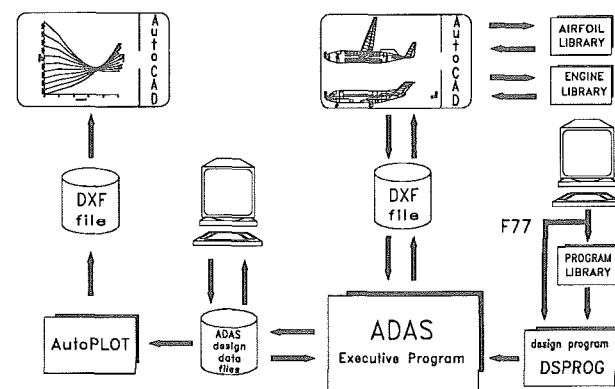 AutoCAD
AutoCAD
AIRFOIL
LIBRARY
ENGINE
LIBRARY
DXF
file
DXF
file
F77
PROGRAM
LIBRARY
AutoPLOT
ADAS
design
data
files
ADAS
Executive Program
design program
DSPROG